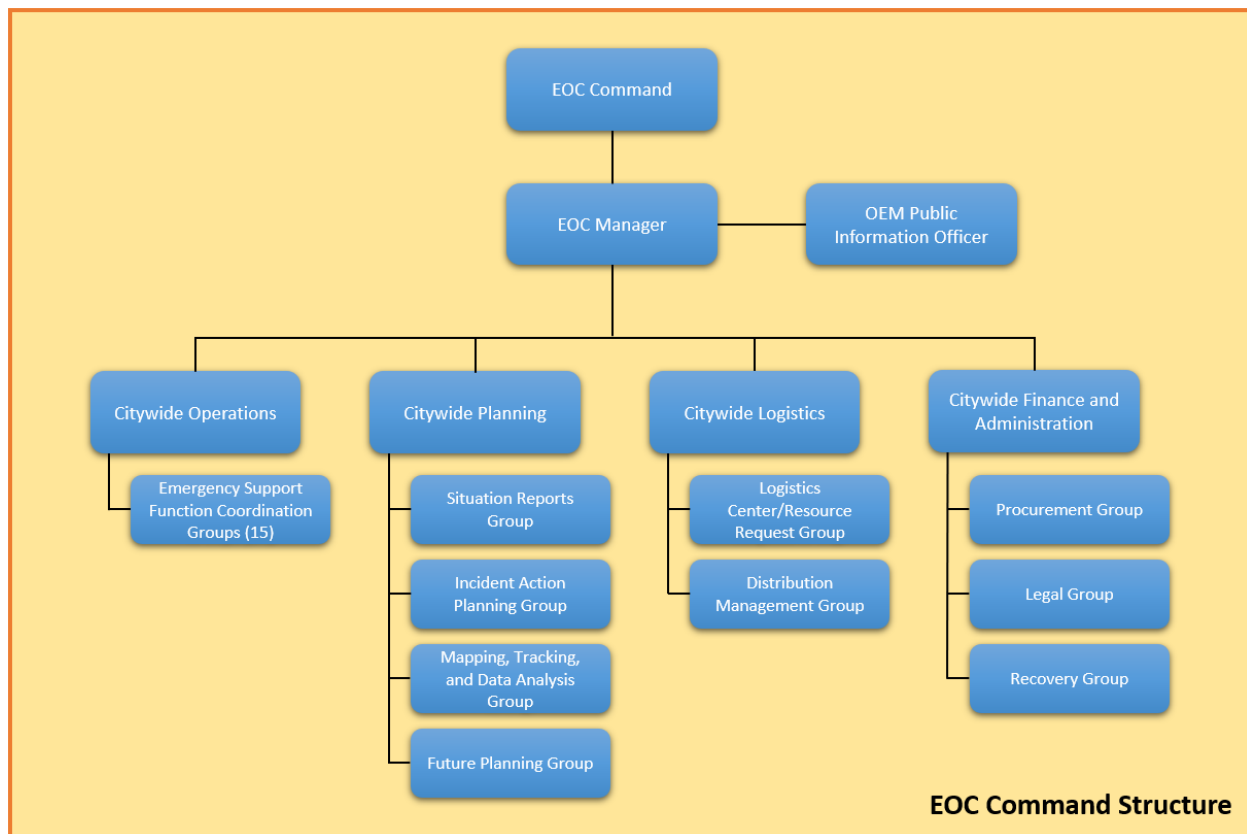 EOC Command
EOC Manager
OEM Public
Information Officer
Citywide Operations
Citywide Planning
Citywide Logistics
Citywide Finance and
Administration
Emergency Support
Function Coordination
Groups (15)
Situation Reports
Group
Incident Action
Planning Group
Mapping, Tracking,
and Data Analysis
Group
Future Planning Group
Logistics
Center/Resource
Request Group
Distribution
Management Group
Procurement Group
Legal Group
Recovery Group
EOC Command Structure